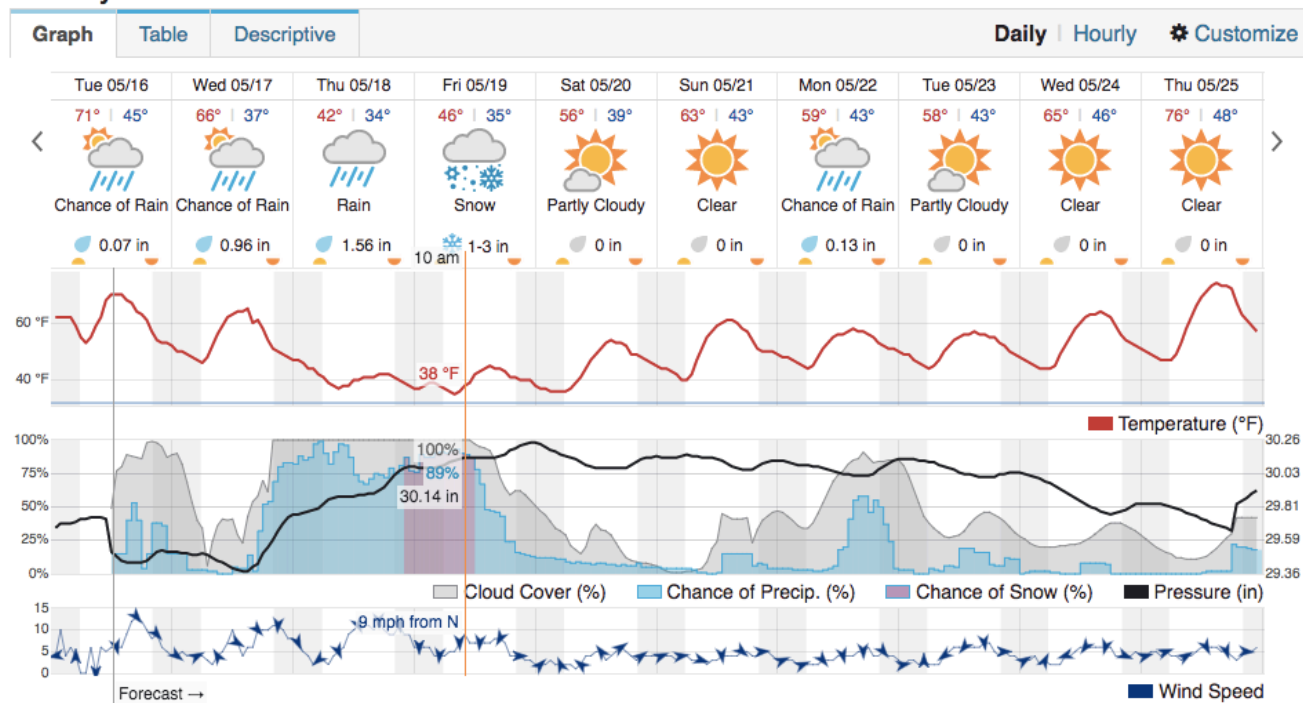 Graph Table Descriptive Daily | Hourly Customize
Tue 05/16 Wed 05/17 Thu 05/18 Fri 05/19 Sat 05/20 Sun 05/21 Mon 05/22 Tue 05/23 Wed 05/24 Thu 05/25
71° | 45° 66° | 37° 42° | 34° 46° | 35° 56° | 39° 63° | 43° 59° | 43° 58° | 43° 65° | 46° 76° | 48°
Chance of Rain Chance of Rain Rain Snow Partly Cloudy Clear Chance of Rain Partly Cloudy Clear Clear
0.07 in 0.96 in 1.56 in 1-3 in 0 in 0 in 0.13 in 0 in 0 in 0 in
10 am
60 °F
40 °F
38 °F
Temperature (°F)
100% 100% 30.26
75% 89% 30.03
50% 30.14 in 29.81
25% 29.59
0% 29.36
Cloud Cover (%) Chance of Precip. (%) Chance of Snow (%) Pressure (in)
15
10 9 mph from N
5
0
Forecast →
Wind Speed